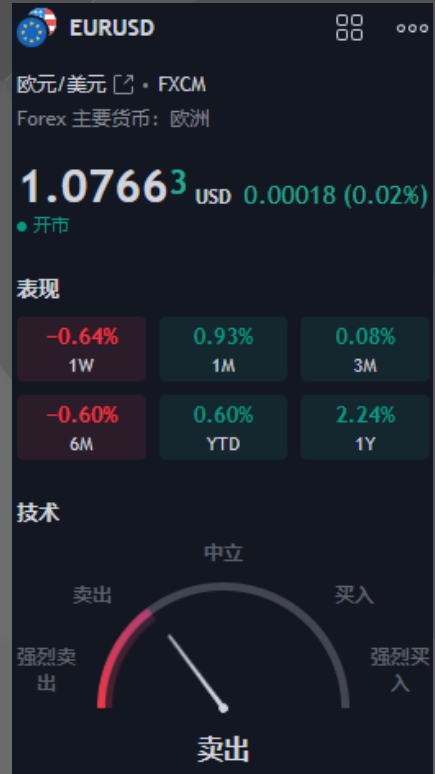 EURUSD
欧元/美元 • FXCM
Forex 主要货币：欧洲
1.07663 USD 0.00018 (0.02%)
开市
表现
−0.64% 0.93% 0.08%
1W 1M 3M
−0.60% 0.60% 2.24%
6M YTD 1Y
技术
中立
卖出 买入
强烈卖 强烈买
出 入
卖出